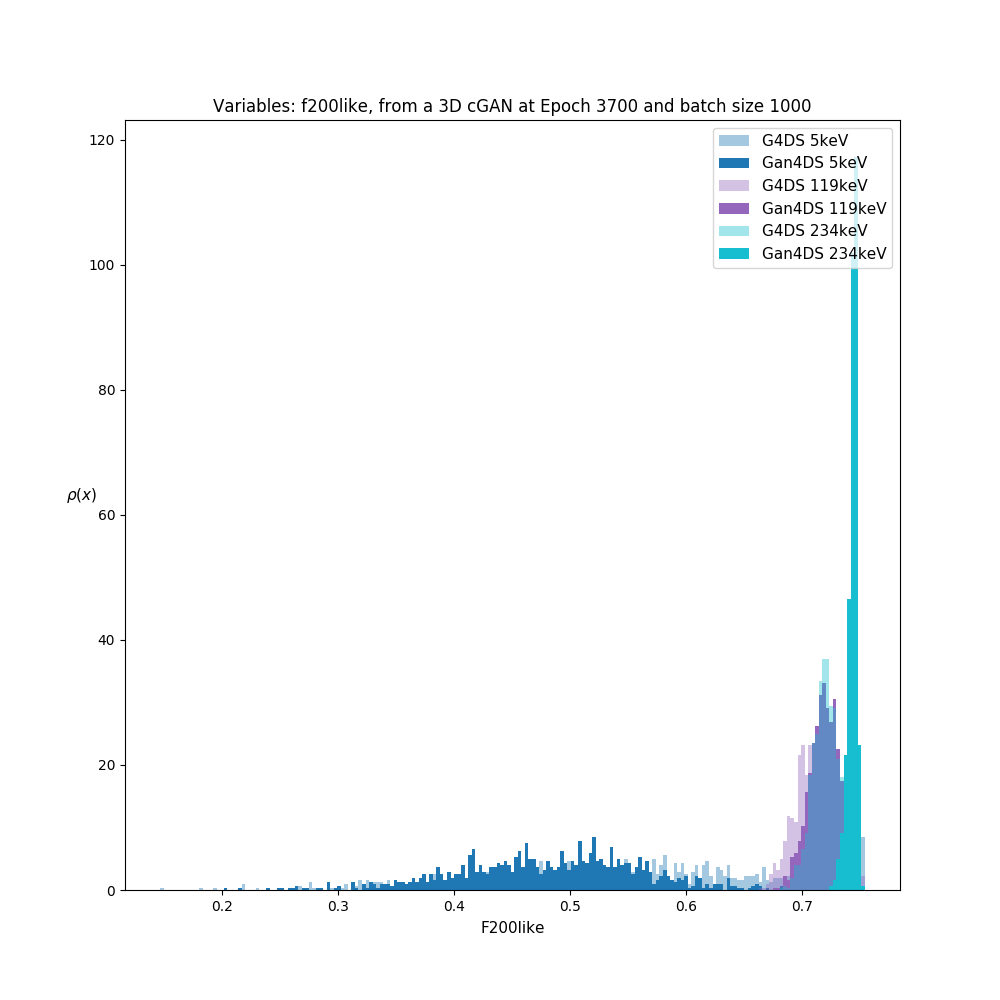 Variables: f200like, from a 3D cGAN at Epoch 3700 and batch size 1000
120
100
80
60
40
20
0
ρ(x)
G4DS 5keV
Gan4DS 5keV
G4DS 119keV
Gan4DS 119keV
G4DS 234keV
Gan4DS 234keV
0.2 0.3 0.4 0.5 0.6 0.7
F200like